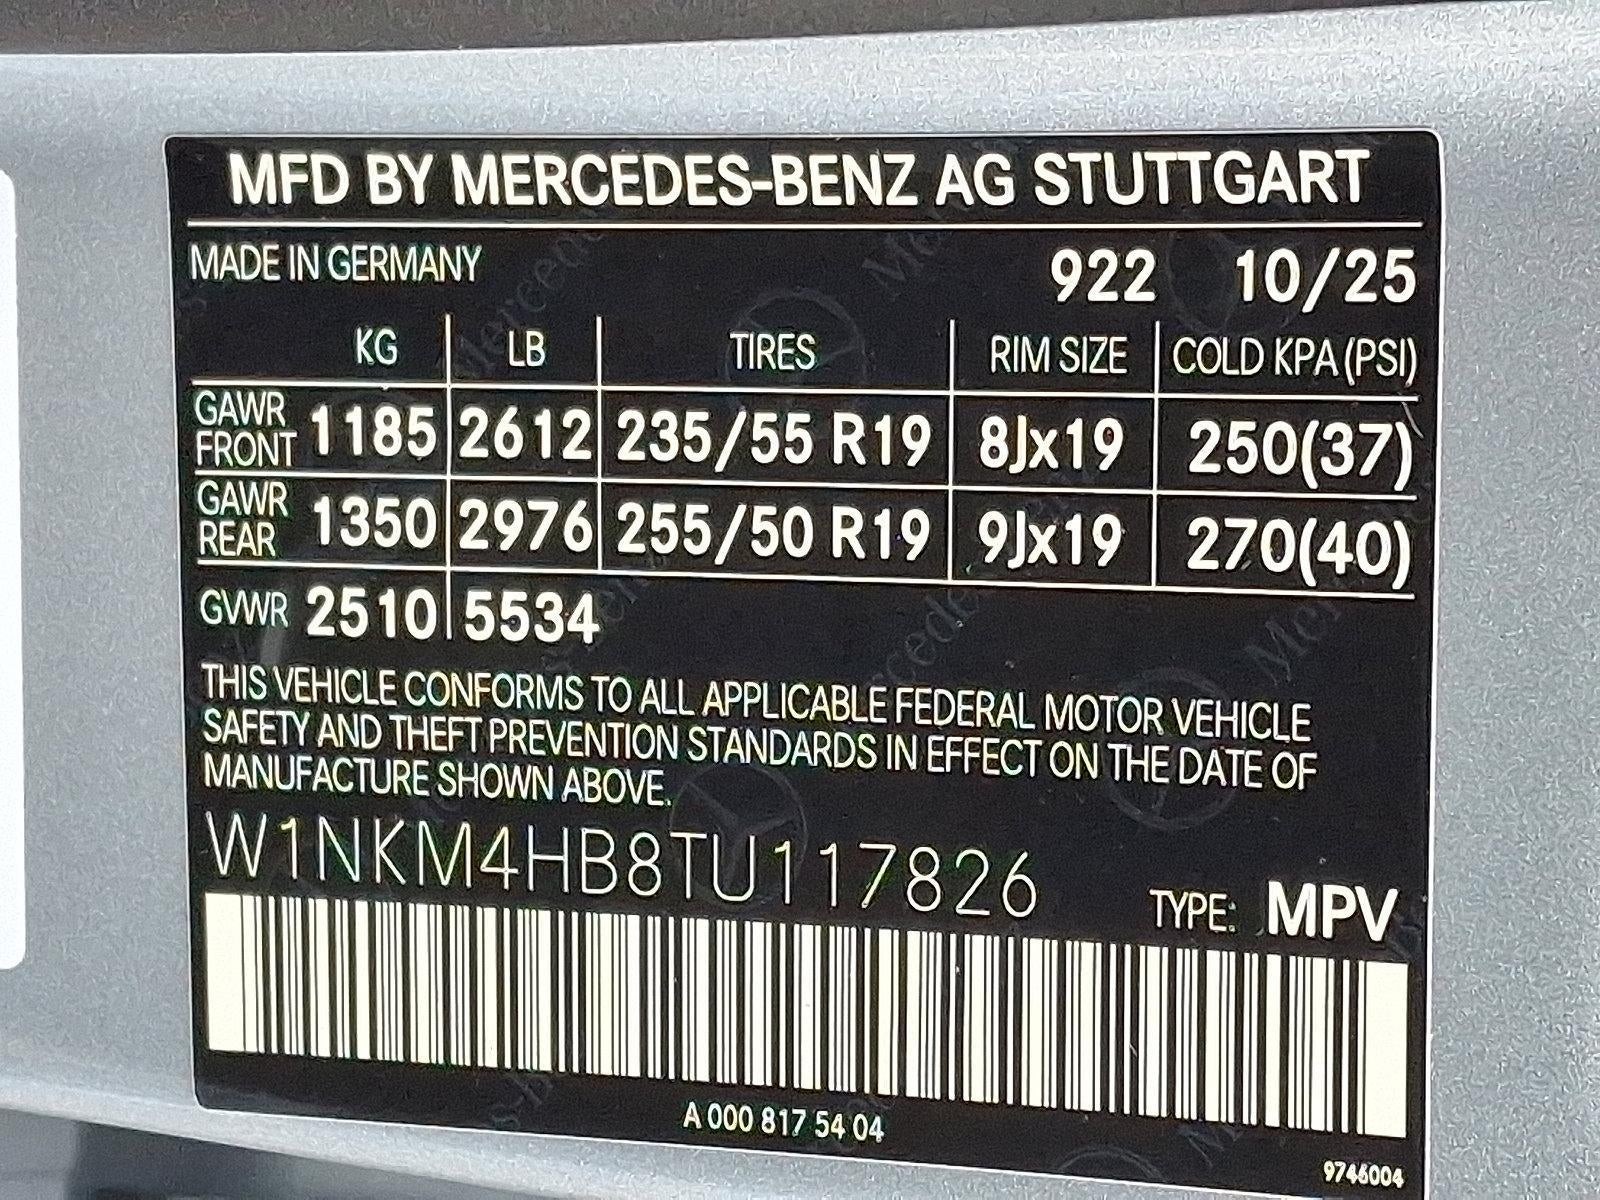 MFD BY MERCEDES-BENZ AG STUTTGART
MADE IN GERMANY 922 10/25
KG LB TIRES RIM SIZE COLD KPA (PSI)
GAWR FRONT 1185 2612 235/55 R19 8Jx19 250(37)
GAWR REAR 1350 2976 255/50 R19 9Jx19 270(40)
GVWR 2510 5534
THIS VEHICLE CONFORMS TO ALL APPLICABLE FEDERAL MOTOR VEHICLE
SAFETY AND THEFT PREVENTION STANDARDS IN EFFECT ON THE DATE OF
MANUFACTURE SHOWN ABOVE.
W1NKM4HB8TU117826 TYPE: MPV
A 000 817 54 04
9746004